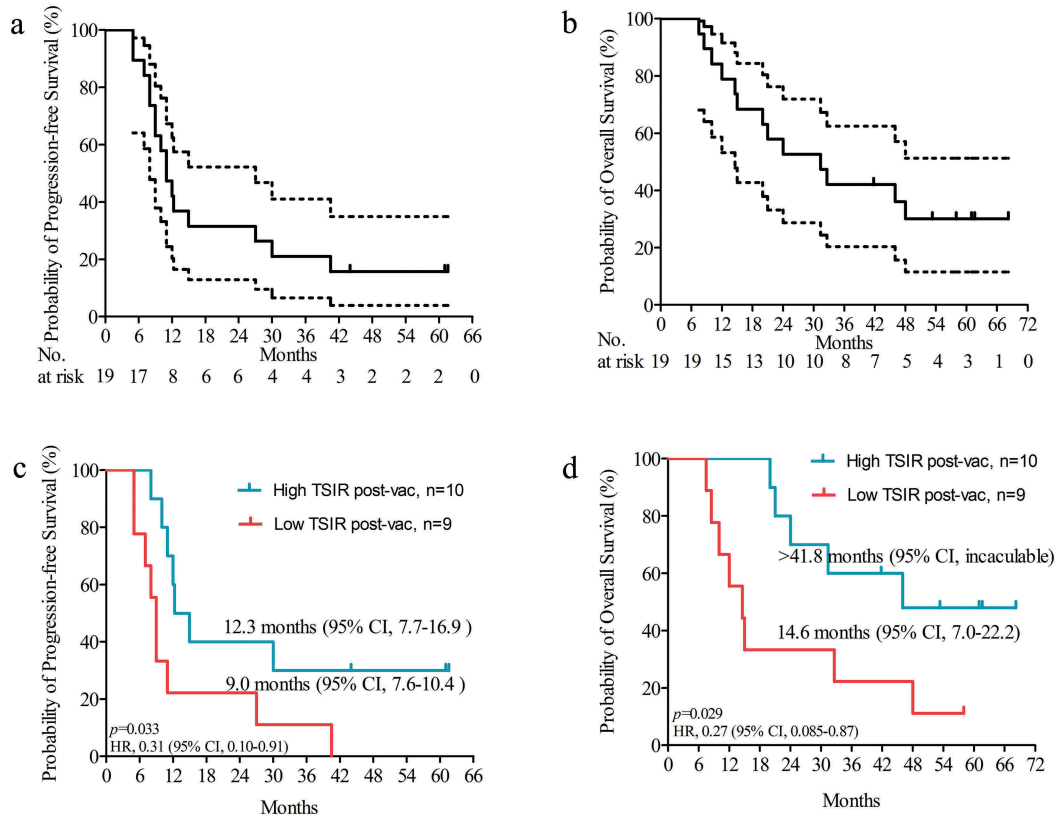 a
Probability of Progression-free Survival (%)
100
80
60
40
20
0
0 6 12 18 24 30 36 42 48 54 60 66
Months
No.
at risk 19 17 8 6 6 4 4 3 2 2 2 0
b
Probability of Overall Survival (%)
100
80
60
40
20
0
0 6 12 18 24 30 36 42 48 54 60 66 72
Months
No.
at risk 19 19 15 13 10 10 8 7 5 4 3 1 0
c
Probability of Progression-free Survival (%)
100
80
60
40
20
0
High TSIR post-vac, n=10
Low TSIR post-vac, n=9
12.3 months (95% CI, 7.7-16.9 )
9.0 months (95% CI, 7.6-10.4 )
p=0.033
HR, 0.31 (95% CI, 0.10-0.91)
0 6 12 18 24 30 36 42 48 54 60 66
Months
d
Probability of Overall Survival (%)
100
80
60
40
20
0
High TSIR post-vac, n=10
Low TSIR post-vac, n=9
>41.8 months (95% CI, incaculable)
14.6 months (95% CI, 7.0-22.2)
p=0.029
HR, 0.27 (95% CI, 0.085-0.87)
0 6 12 18 24 30 36 42 48 54 60 66 72
Months